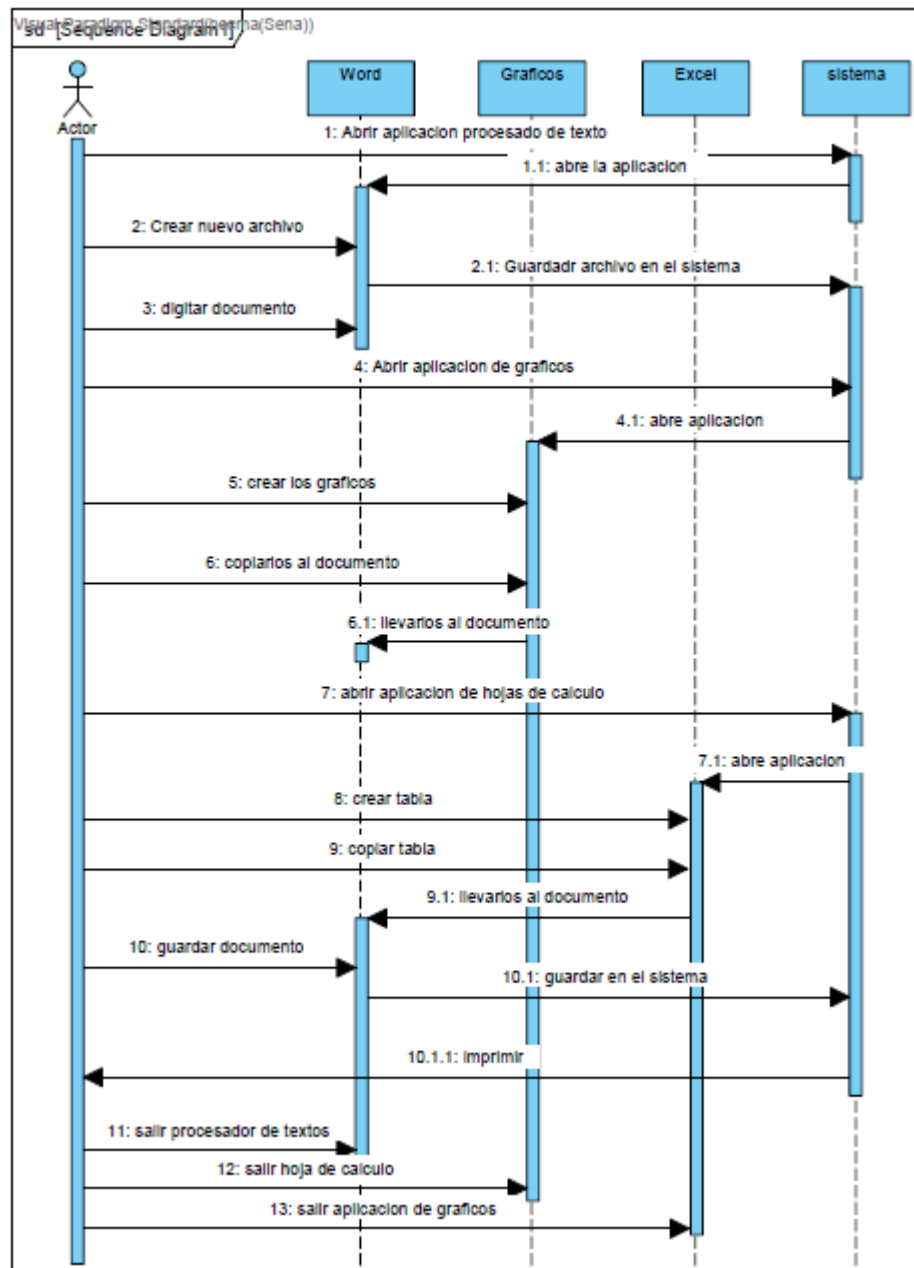 Visual Paradigm Standard(besma(Sena))
sd [Sequence Diagram1]
Word
Graficos
Excel
sistema
Actor
1: Abrir aplicacion procesado de texto
1.1: abre la aplicacion
2: Crear nuevo archivo
2.1: Guardadr archivo en el sistema
3: digitar documento
4: Abrir aplicacion de graficos
4.1: abre aplicacion
5: crear los graficos
6: copiarlos al documento
6.1: llevarlos al documento
7: abrir aplicacion de hojas de calculo
7.1: abre aplicacion
8: crear tabla
9: copiar tabla
9.1: llevarlos al documento
10: guardar documento
10.1: guardar en el sistema
10.1.1: imprimir
11: salir procesador de textos
12: salir hoja de calculo
13: salir aplicacion de graficos